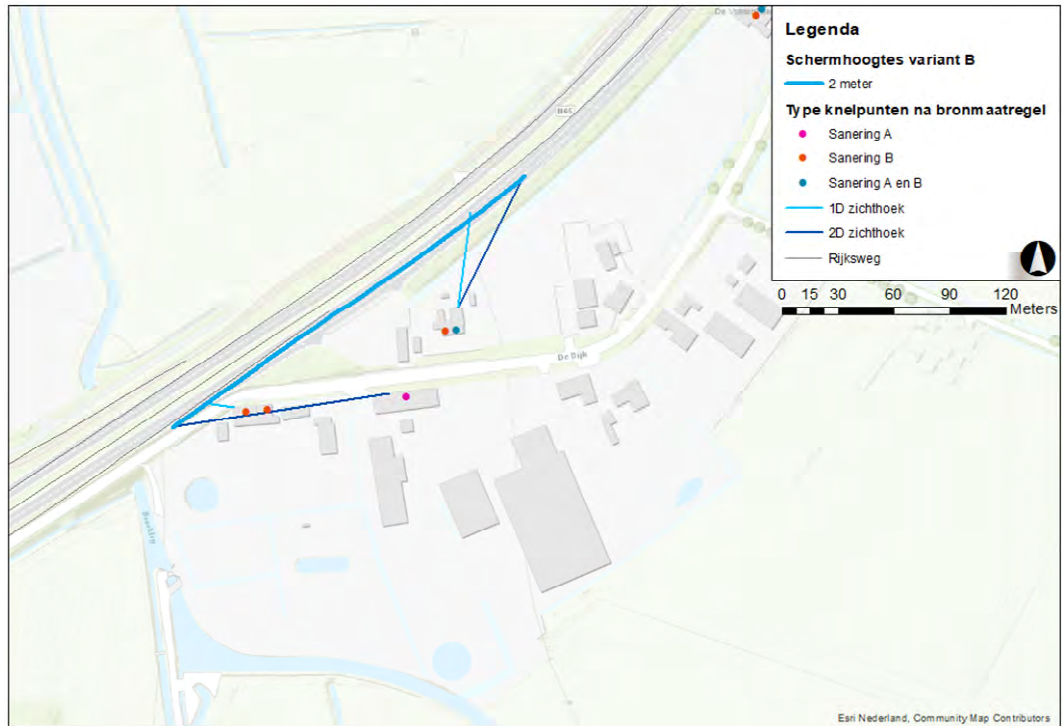 Legenda
Schermhoogtes variant B
2 meter
Type knelpunten na bronmaatregel
Sanering A
Sanering B
Sanering A en B
1D zichthoek
2D zichthoek
Rijksweg
0 15 30 60 90 120
Meters
De Dijk
Esri Nederland, Community Map Contributors